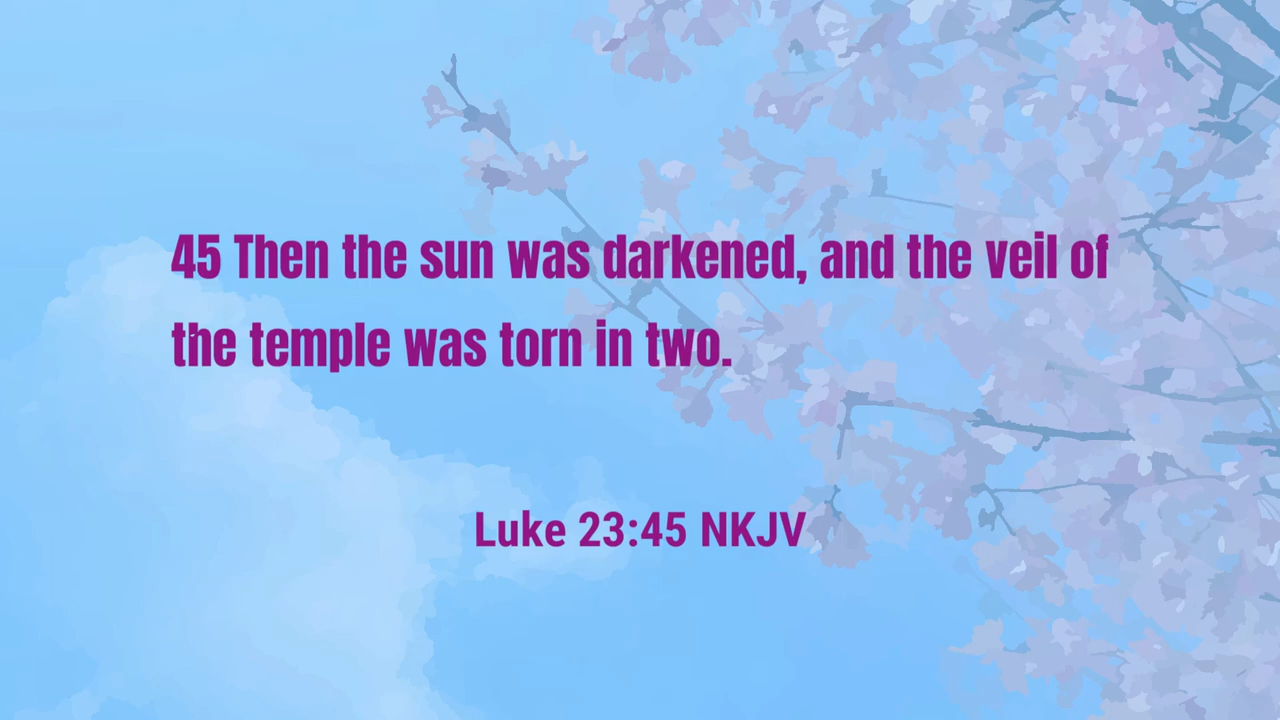 45 Then the sun was darkened, and the veil of
the temple was torn in two.
Luke 23:45 NKJV